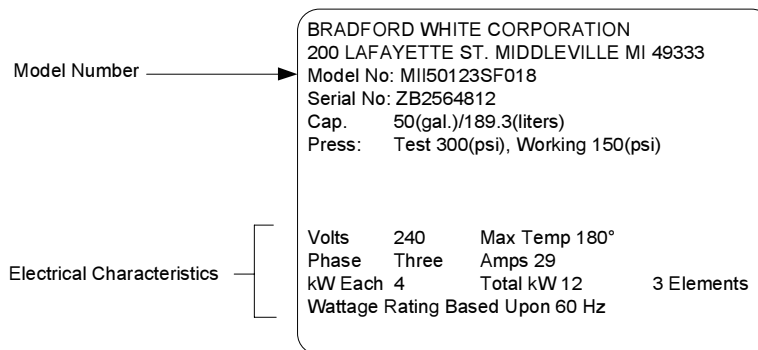 BRADFORD WHITE CORPORATION
200 LAFAYETTE ST. MIDDLEVILLE MI 49333
Model Number
Model No: MII50123SF018
Serial No: ZB2564812
Cap. 50(gal.)/189.3(liters)
Press: Test 300(psi), Working 150(psi)
Electrical Characteristics
Volts 240 Max Temp 180°
Phase Three Amps 29
kW Each 4 Total kW 12 3 Elements
Wattage Rating Based Upon 60 Hz